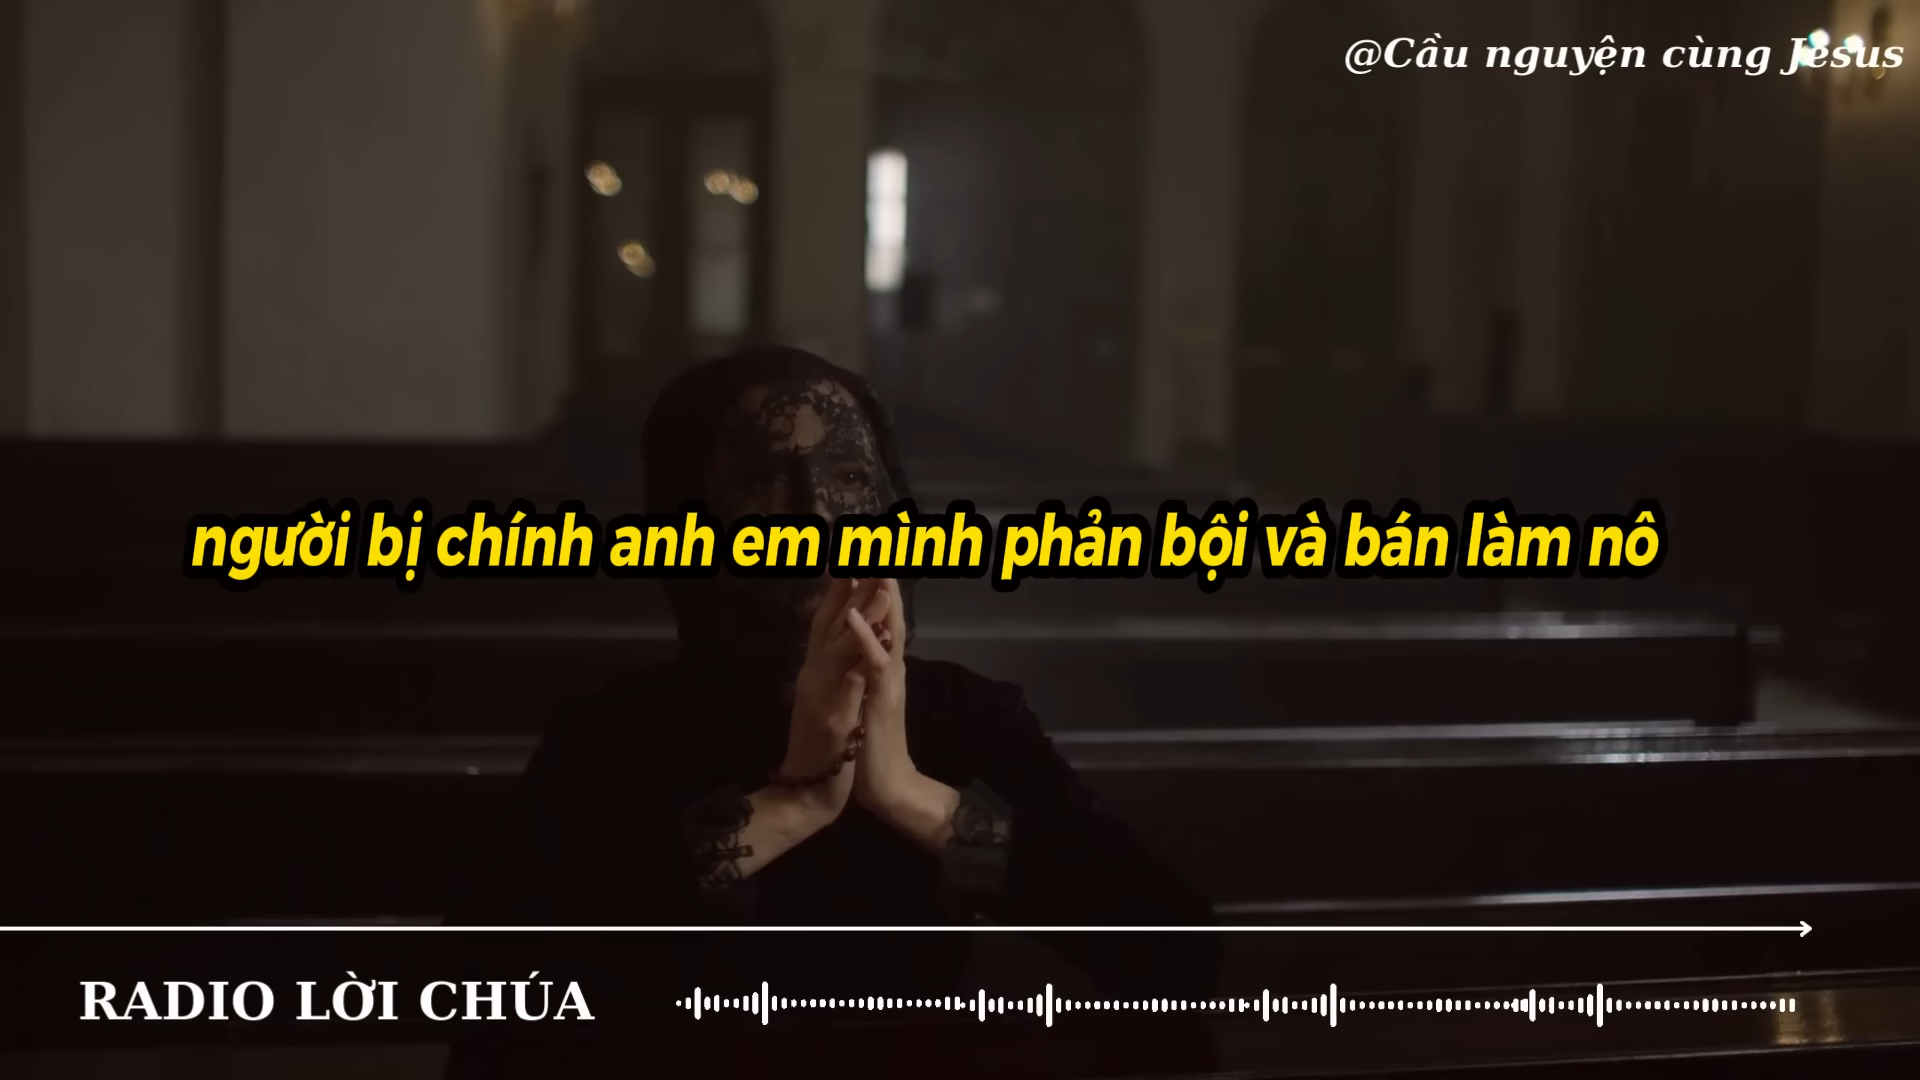 @Cầu nguyện cùng Jesus
người bị chính anh em mình phản bội và bán làm nô
RADIO LỜI CHÚA